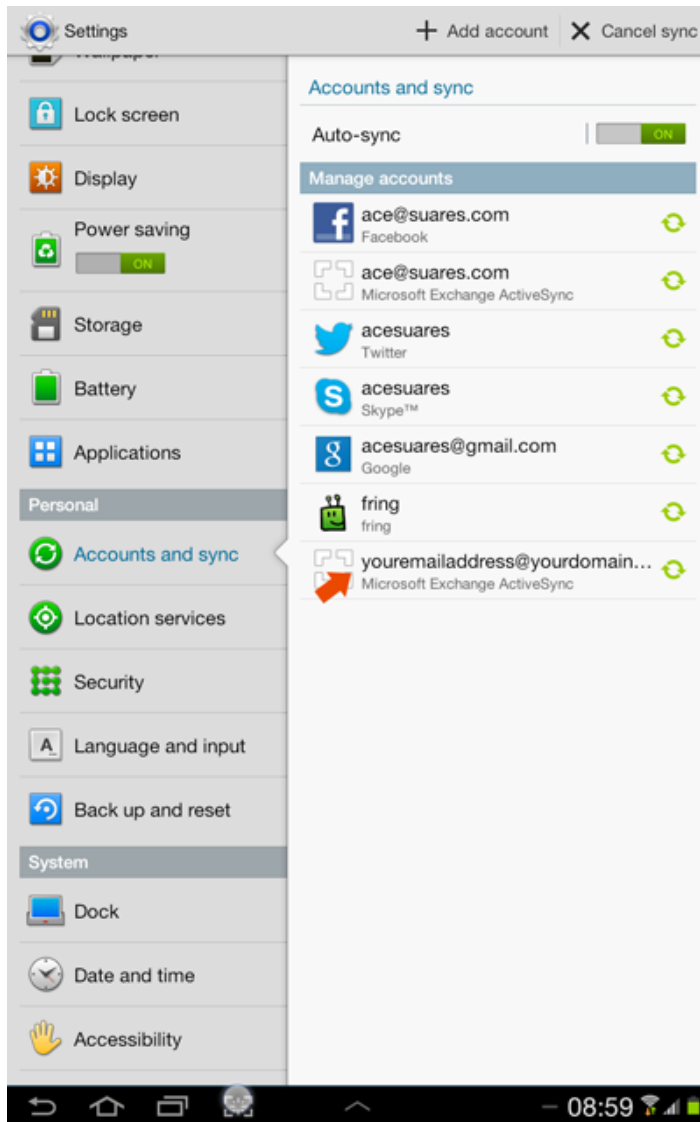 Settings
Add account
Cancel sync
Wallpaper
Lock screen
Display
Power saving
ON
Storage
Battery
Applications
Personal
Accounts and sync
Location services
Security
Language and input
Back up and reset
System
Dock
Date and time
Accessibility
Accounts and sync
Auto-sync
ON
Manage accounts
ace@suares.com
Facebook
ace@suares.com
Microsoft Exchange ActiveSync
acesuares
Twitter
acesuares
Skype™
acesuares@gmail.com
Google
fring
fring
youremailaddress@yourdomain...
Microsoft Exchange ActiveSync
08:59